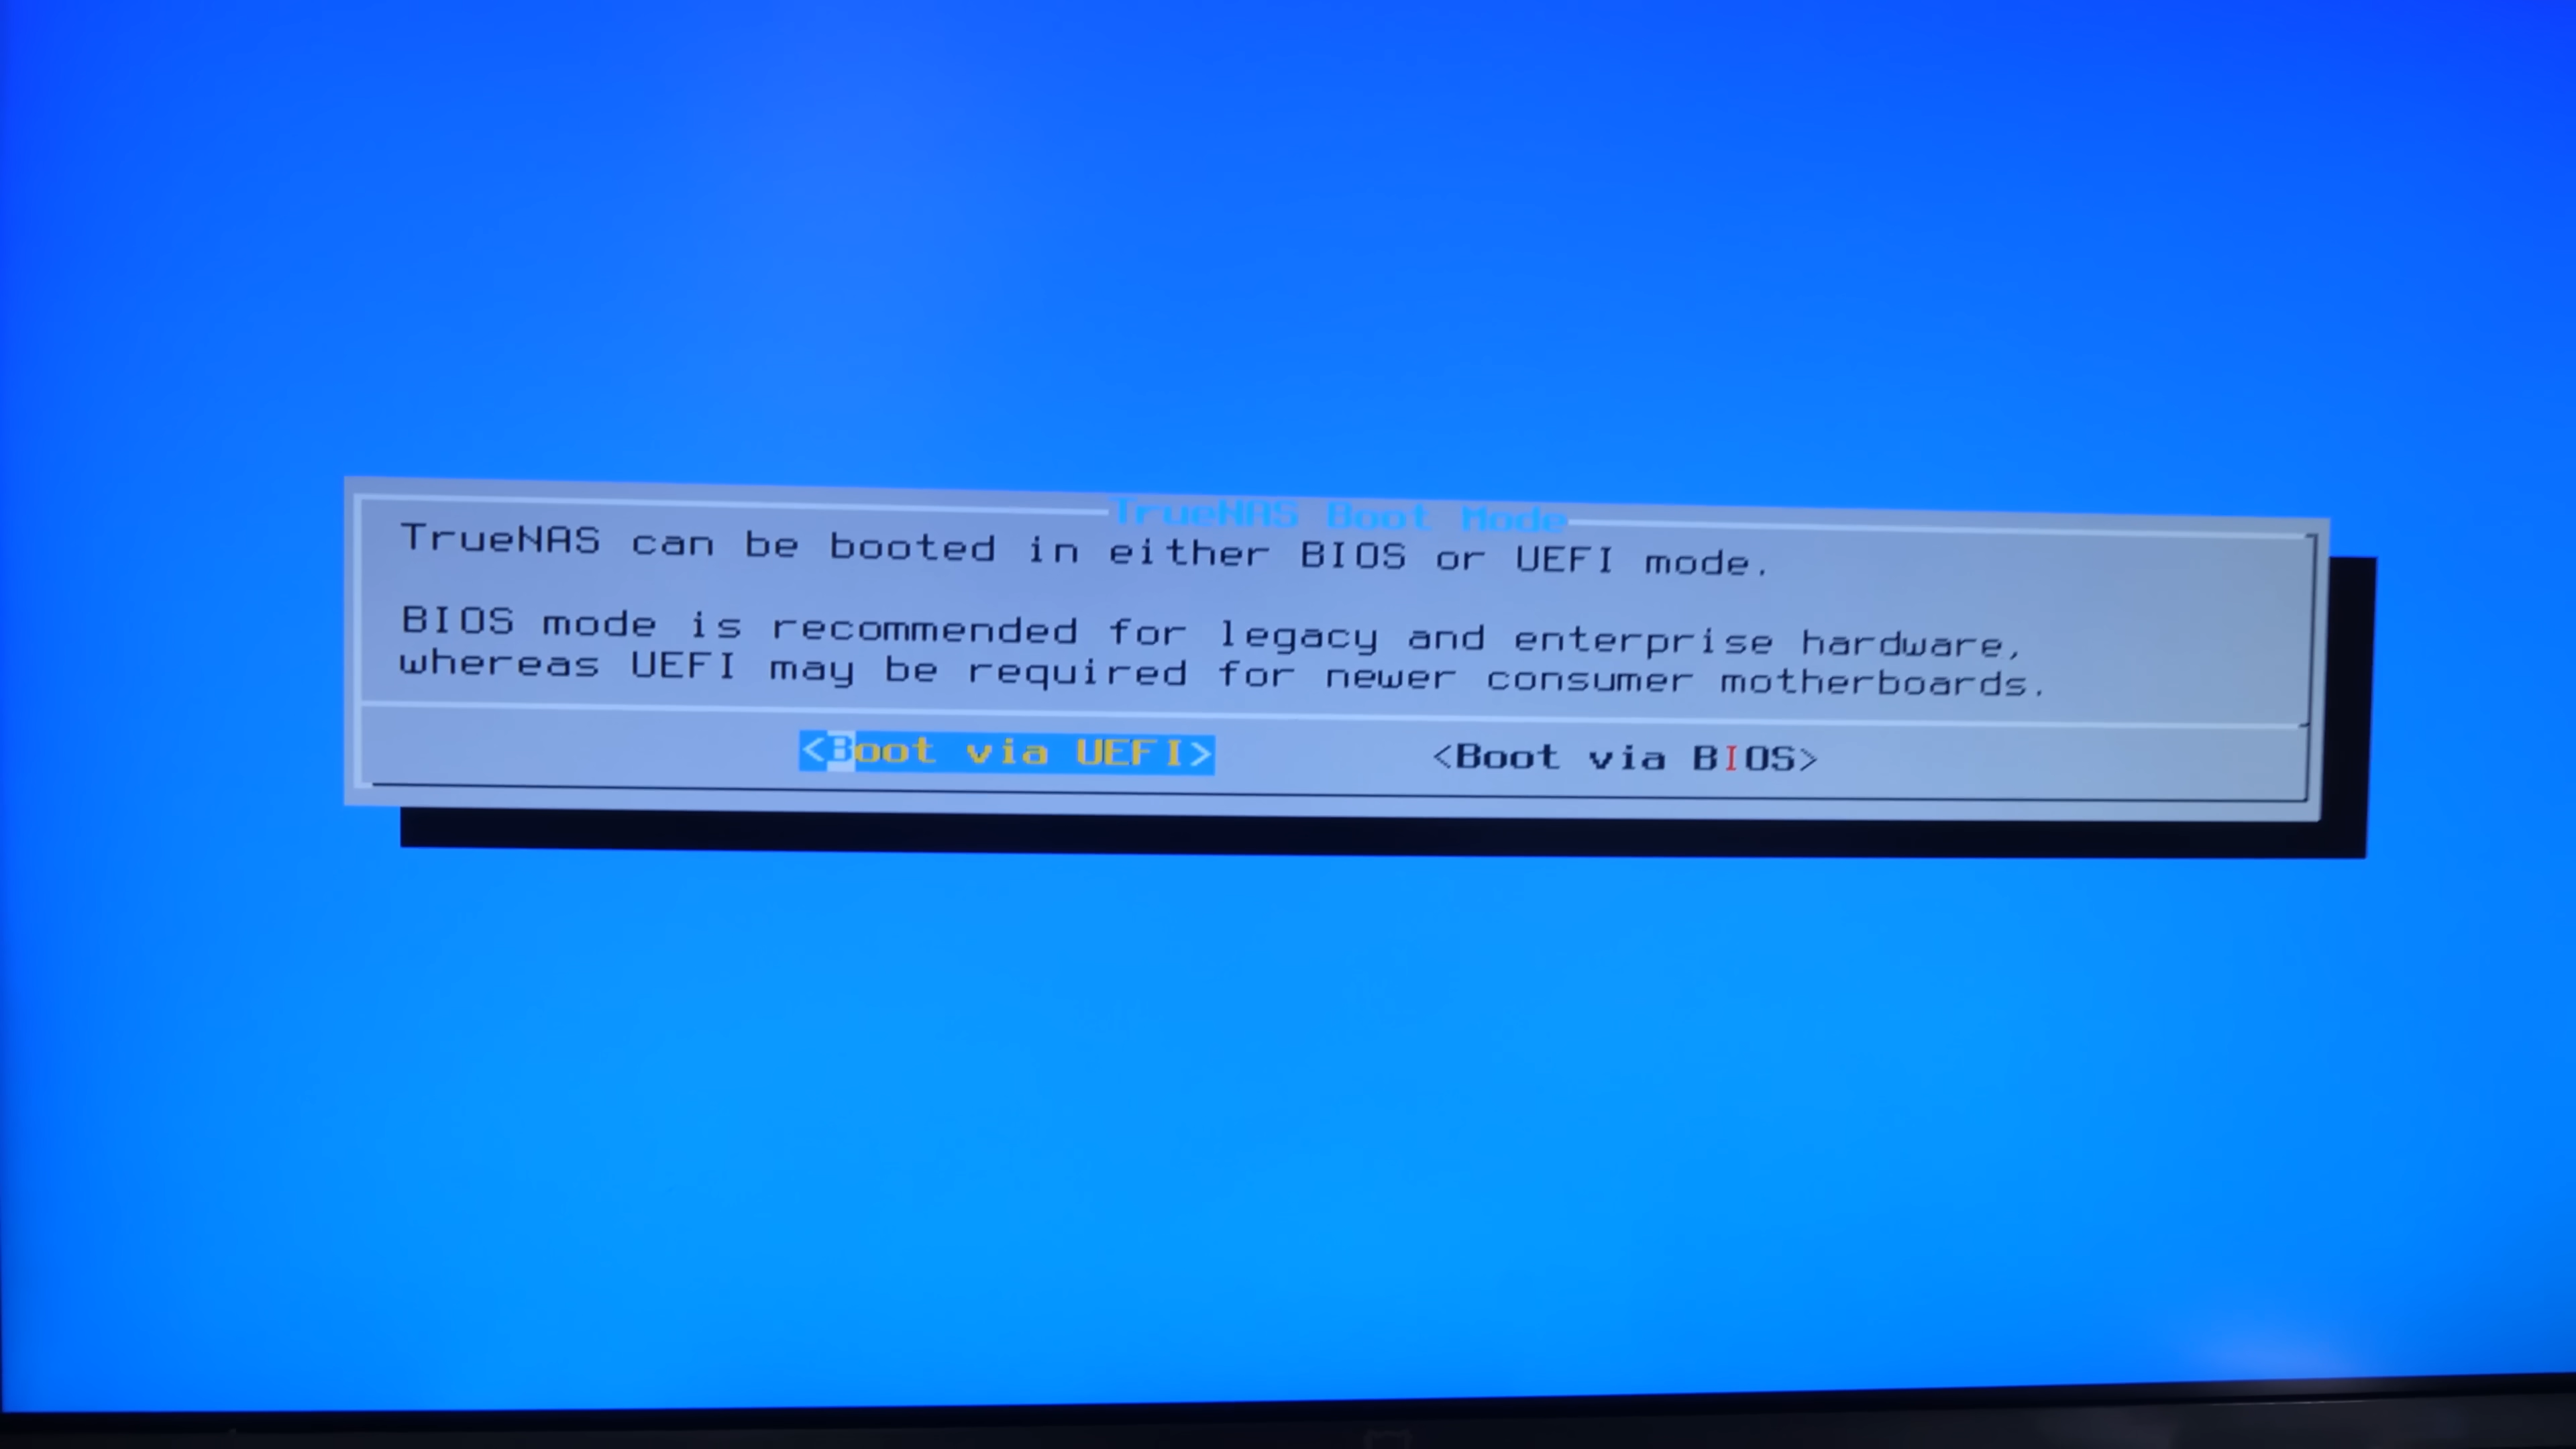 TrueNAS Boot Mode
TrueNAS can be booted in either BIOS or UEFI mode.
BIOS mode is recommended for legacy and enterprise hardware,
whereas UEFI may be required for newer consumer motherboards.
<Boot via UEFI> <Boot via BIOS>